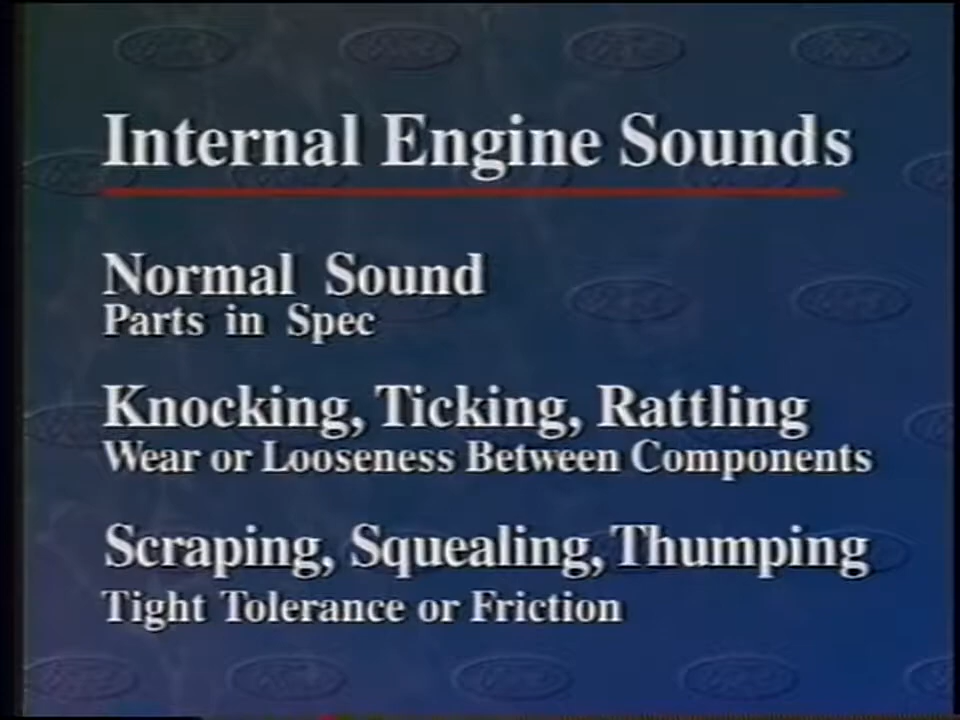 Internal Engine Sounds
Normal Sound
Parts in Spec
Knocking, Ticking, Rattling
Wear or Looseness Between Components
Scraping, Squealing, Thumping
Tight Tolerance or Friction